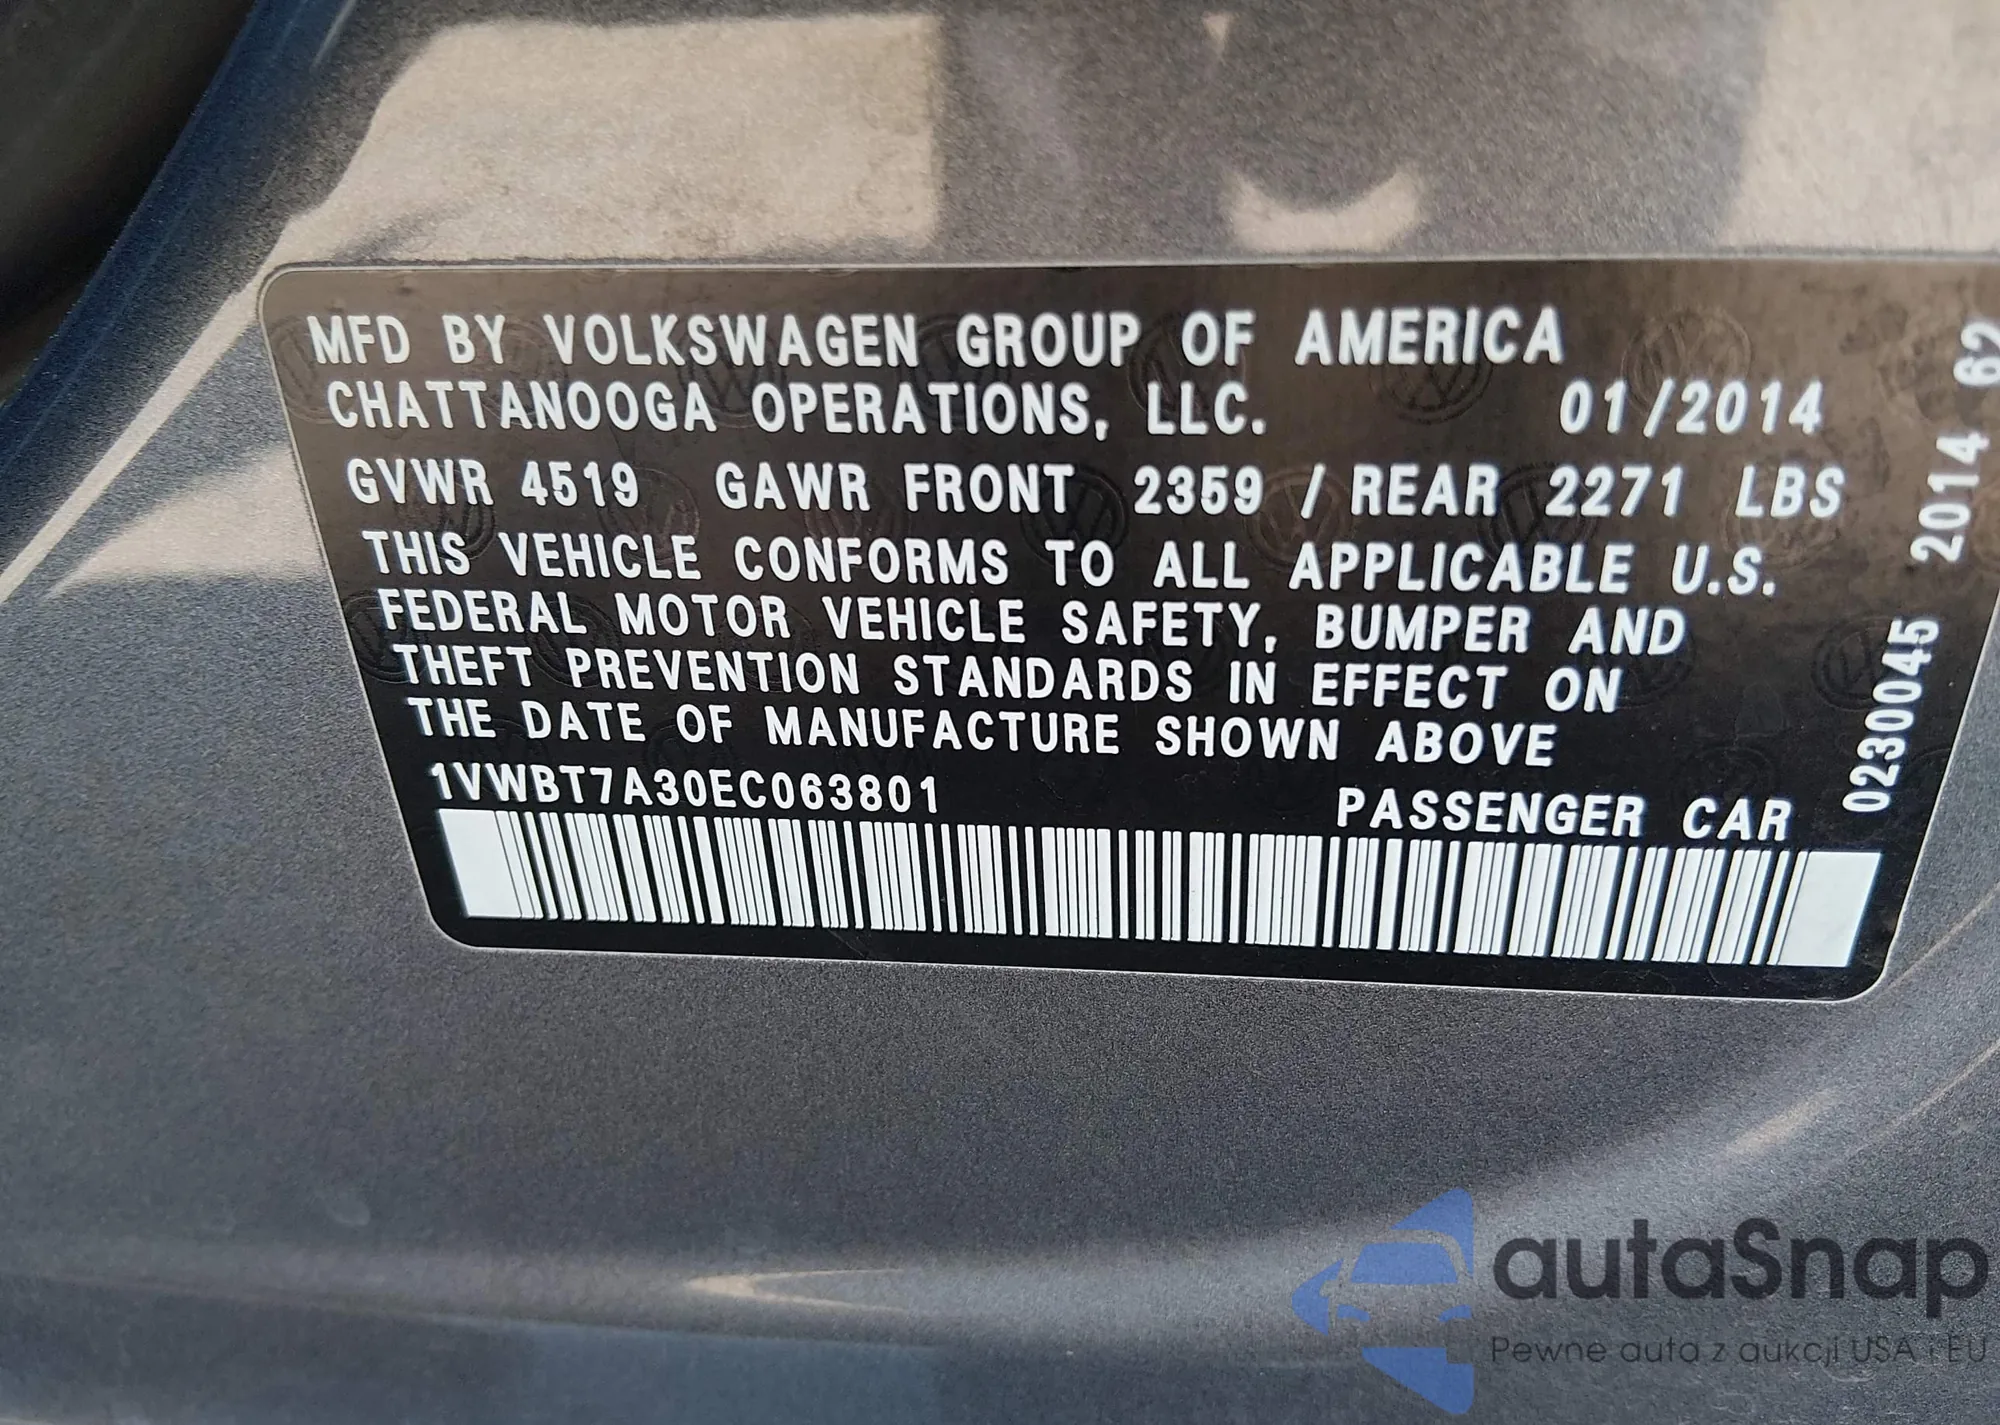 MFD BY VOLKSWAGEN GROUP OF AMERICA
CHATTANOOGA OPERATIONS, LLC. 01/2014
GVWR 4519 GAWR FRONT 2359 / REAR 2271 LBS
THIS VEHICLE CONFORMS TO ALL APPLICABLE U.S.
FEDERAL MOTOR VEHICLE SAFETY, BUMPER AND
THEFT PREVENTION STANDARDS IN EFFECT ON
THE DATE OF MANUFACTURE SHOWN ABOVE
1VWBT7A30EC063801 PASSENGER CAR
0230045 2014 62
autaSnap
Pewne auta z aukcji USA i EU